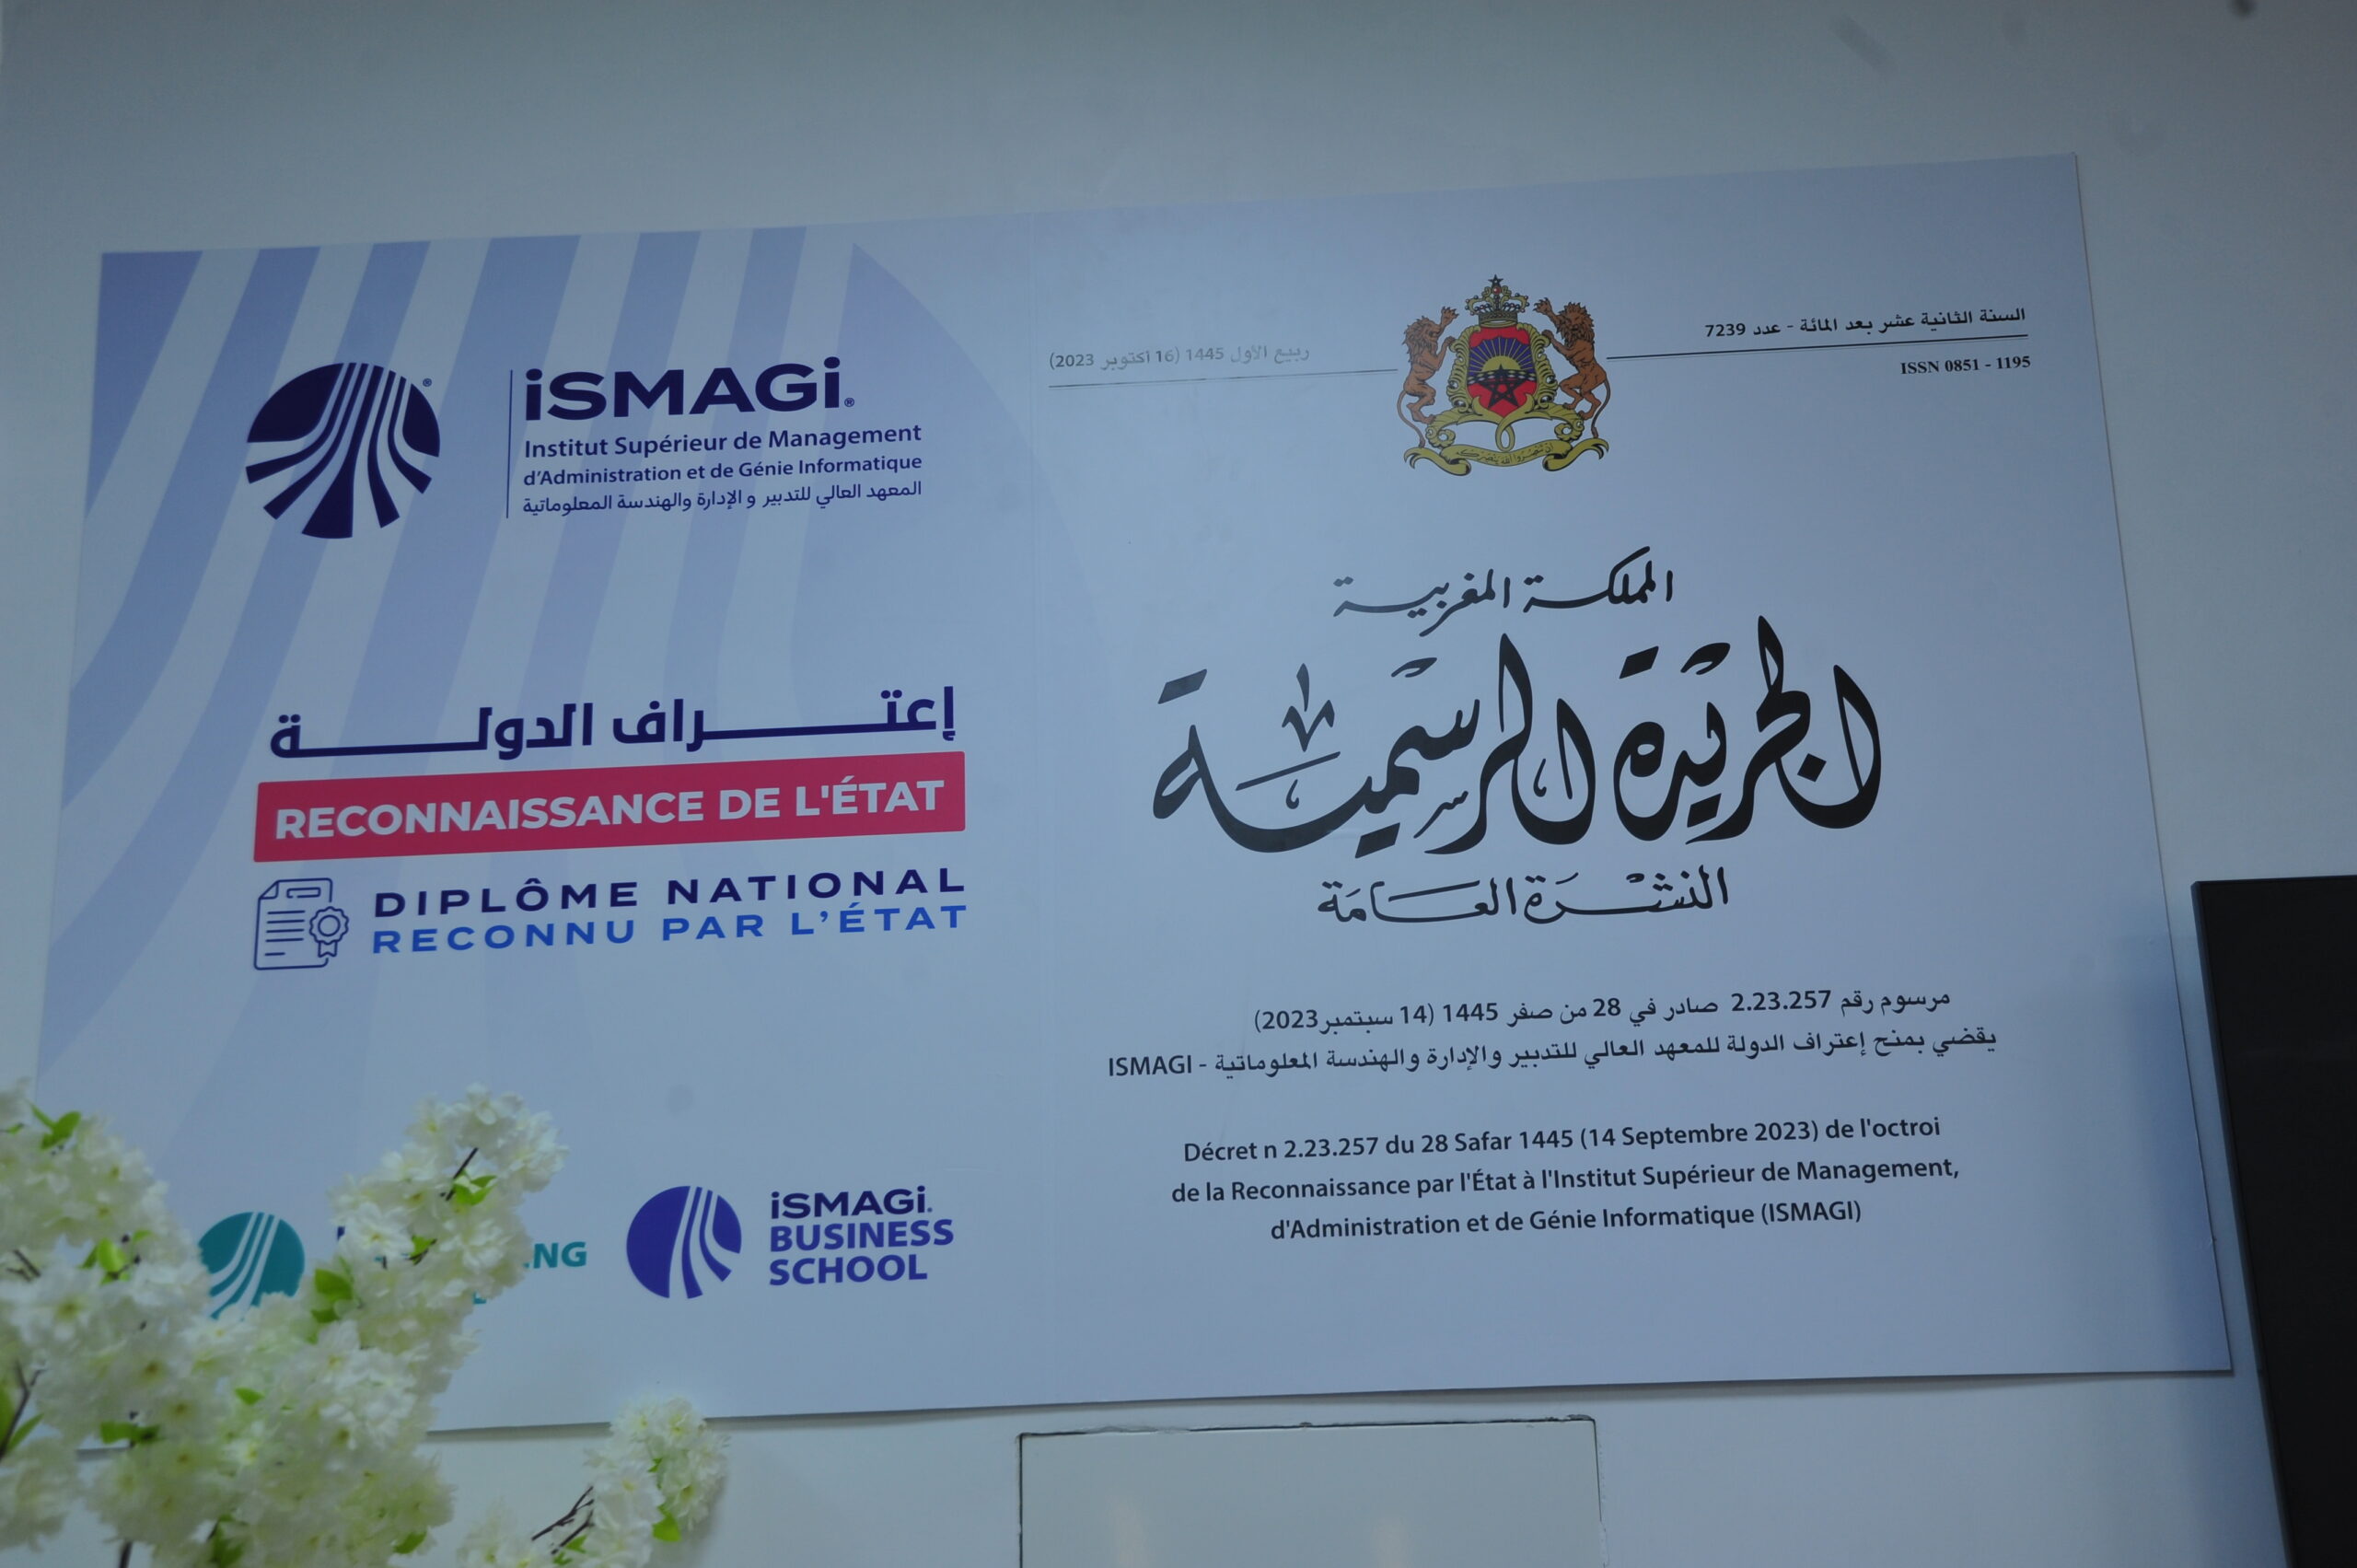 iSMAGi
Institut Supérieur de Management
d'Administration et de Génie Informatique
المعهد العالي للتدبير و الإدارة والهندسة المعلوماتية
إعتراف الدولة
RECONNAISSANCE DE L'ÉTAT
DIPLÔME NATIONAL
RECONNU PAR L'ÉTAT
iSMAGi
BUSINESS
SCHOOL
السنة الثانية عشر بعد المائة - عدد 7239
ISSN 0851 - 1195
ربيع الأول 1445 (16 أكتوبر 2023)
إن تنصروا الله ينصركم
المملكة المغربية
الجريدة الرسمية
النشرة العامة
مرسوم رقم 2.23.257 صادر في 28 من صفر 1445 (14 سبتمبر2023)
يقضي بمنح إعتراف الدولة للمعهد العالي للتدبير والإدارة والهندسة المعلوماتية - ISMAGI
Décret n 2.23.257 du 28 Safar 1445 (14 Septembre 2023) de l'octroi
de la Reconnaissance par l'État à l'Institut Supérieur de Management,
d'Administration et de Génie Informatique (ISMAGI)